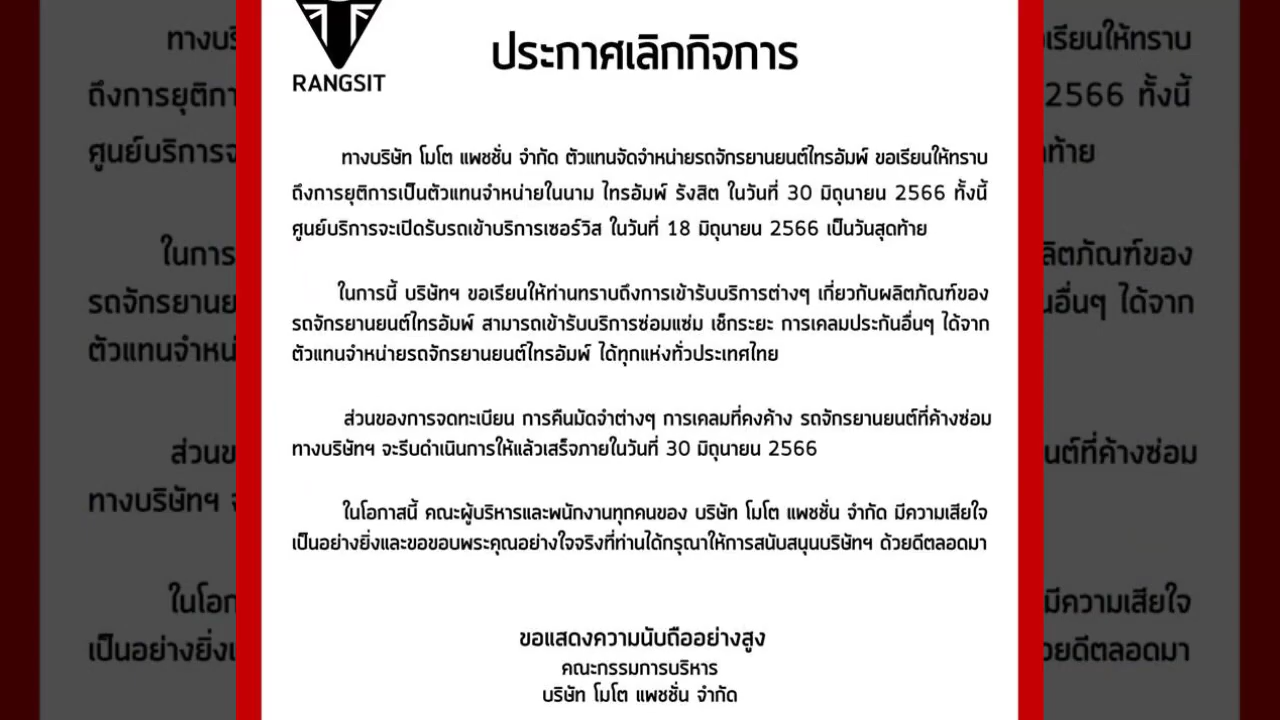 RANGSIT
ประกาศเลิกกิจการ
ทางบริษัท โมโต แพชชั่น จำกัด ตัวแทนจัดจำหน่ายรถจักรยานยนต์ไทรอัมพ์ ขอเรียนให้ทราบ
ถึงการยุติการเป็นตัวแทนจำหน่ายในนาม ไทรอัมพ์ รังสิต ในวันที่ 30 มิถุนายน 2566 ทั้งนี้
ศูนย์บริการจะเปิดรับรถเข้าบริการเซอร์วิส ในวันที่ 18 มิถุนายน 2566 เป็นวันสุดท้าย
ในการนี้ บริษัทฯ ขอเรียนให้ท่านทราบถึงการเข้ารับบริการต่างๆ เกี่ยวกับผลิตภัณฑ์ของ
รถจักรยานยนต์ไทรอัมพ์ สามารถเข้ารับบริการซ่อมแซ่ม เช็กระยะ การเคลมประกันอื่นๆ ได้จาก
ตัวแทนจำหน่ายรถจักรยานยนต์ไทรอัมพ์ ได้ทุกแห่งทั่วประเทศไทย
ส่วนของการจดทะเบียน การคืนมัดจำต่างๆ การเคลมที่คงค้าง รถจักรยานยนต์ที่ค้างซ่อม
ทางบริษัทฯ จะรีบดำเนินการให้แล้วเสร็จภายในวันที่ 30 มิถุนายน 2566
ในโอกาสนี้ คณะผู้บริหารและพนักงานทุกคนของ บริษัท โมโต แพชชั่น จำกัด มีความเสียใจ
เป็นอย่างยิ่งและขอขอบพระคุณอย่างใจจริงที่ท่านได้กรุณาให้การสนับสนุนบริษัทฯ ด้วยดีตลอดมา
ขอแสดงความนับถืออย่างสูง
คณะกรรมการบริหาร
บริษัท โมโต แพชชั่น จำกัด